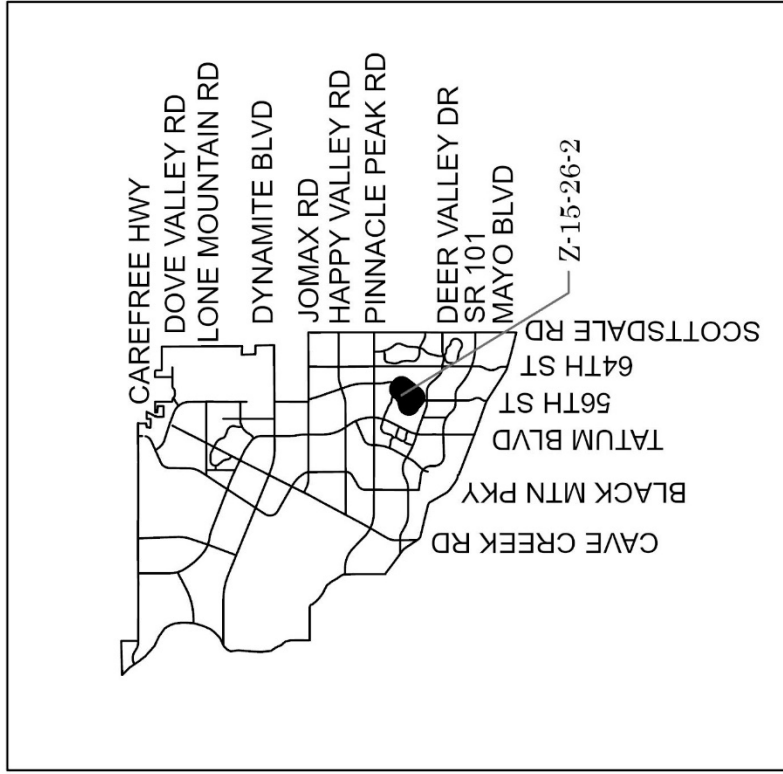 CAREFREE HWY
DOVE VALLEY RD
LONE MOUNTAIN RD
DYNAMITE BLVD
JOMAX RD
HAPPY VALLEY RD
PINNACLE PEAK RD
DEER VALLEY DR
SR 101
MAYO BLVD
Z-15-26-2
SCOTTSDALE RD
64TH ST
56TH ST
TATUM BLVD
BLACK MTN PKY
CAVE CREEK RD